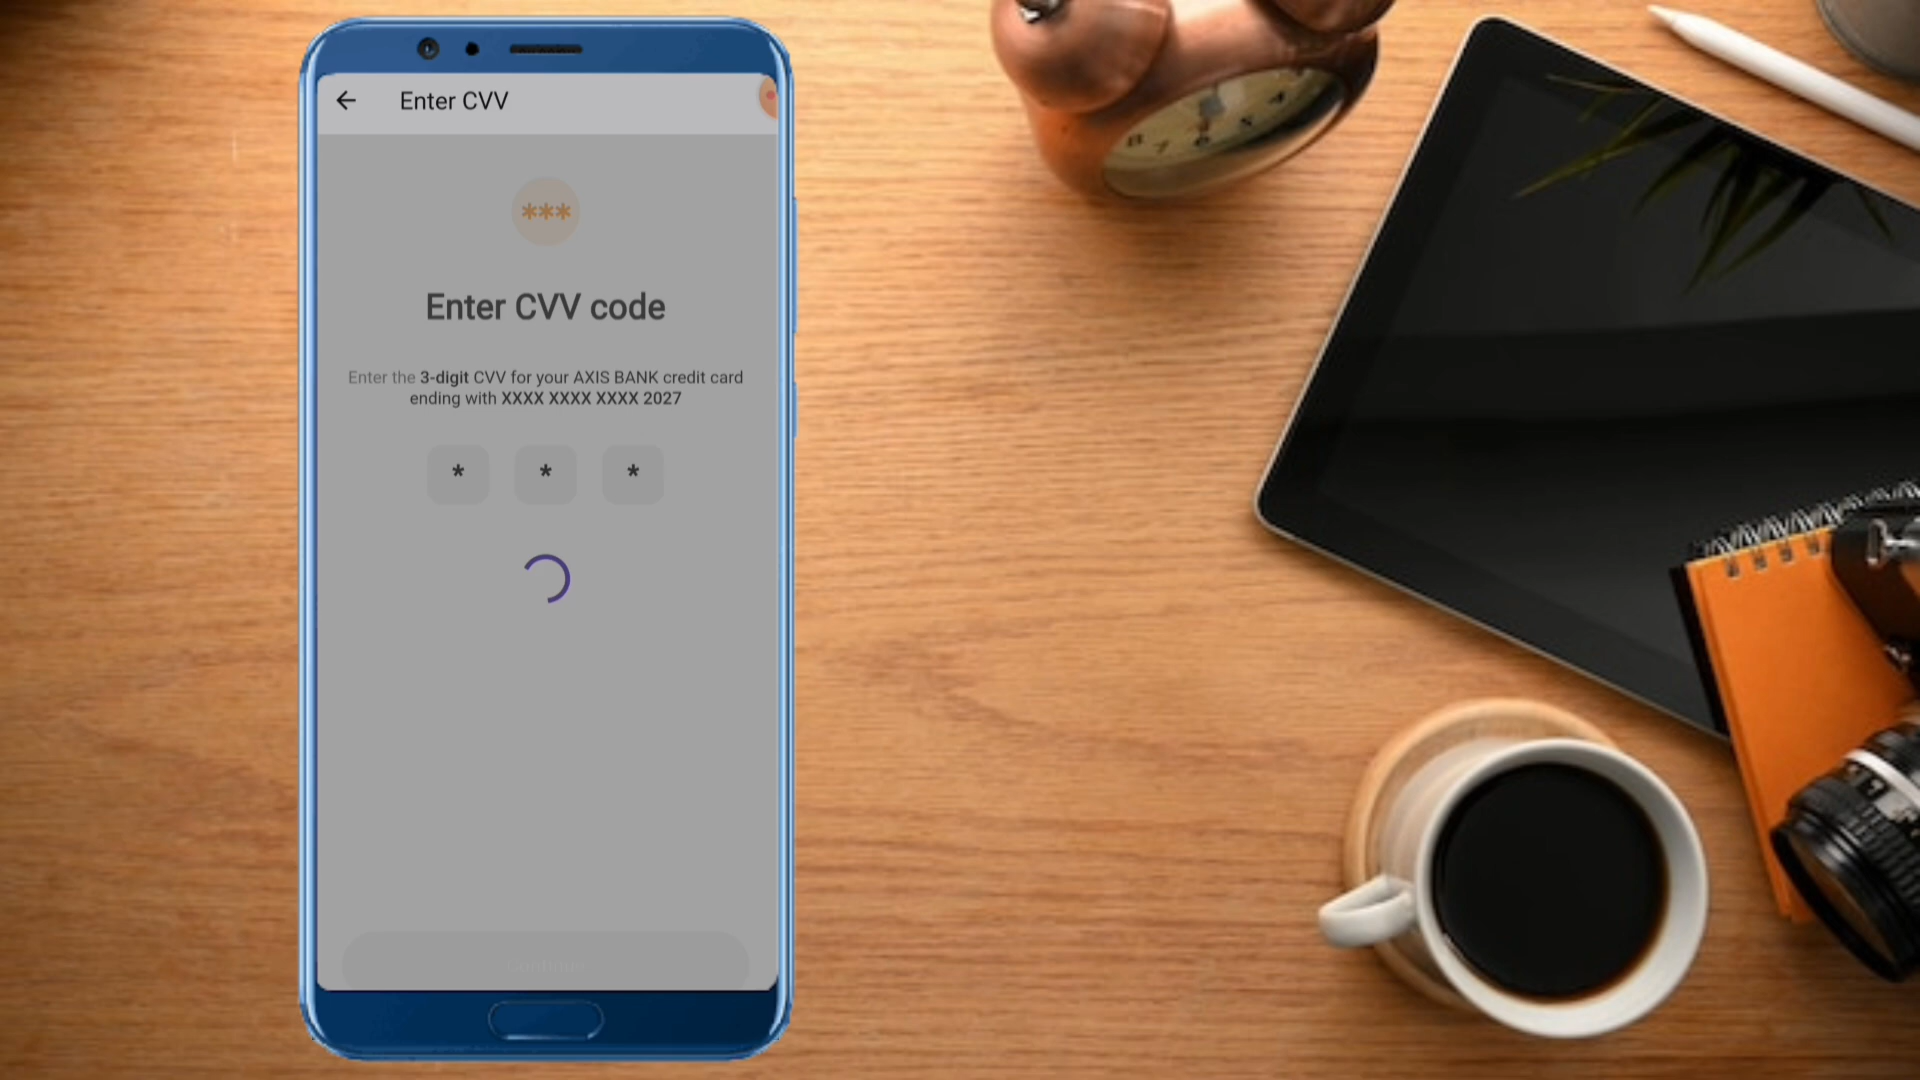 Enter CVV
***
Enter CVV code
Enter the 3-digit CVV for your AXIS BANK credit card
ending with XXXX XXXX XXXX 2027
* * *